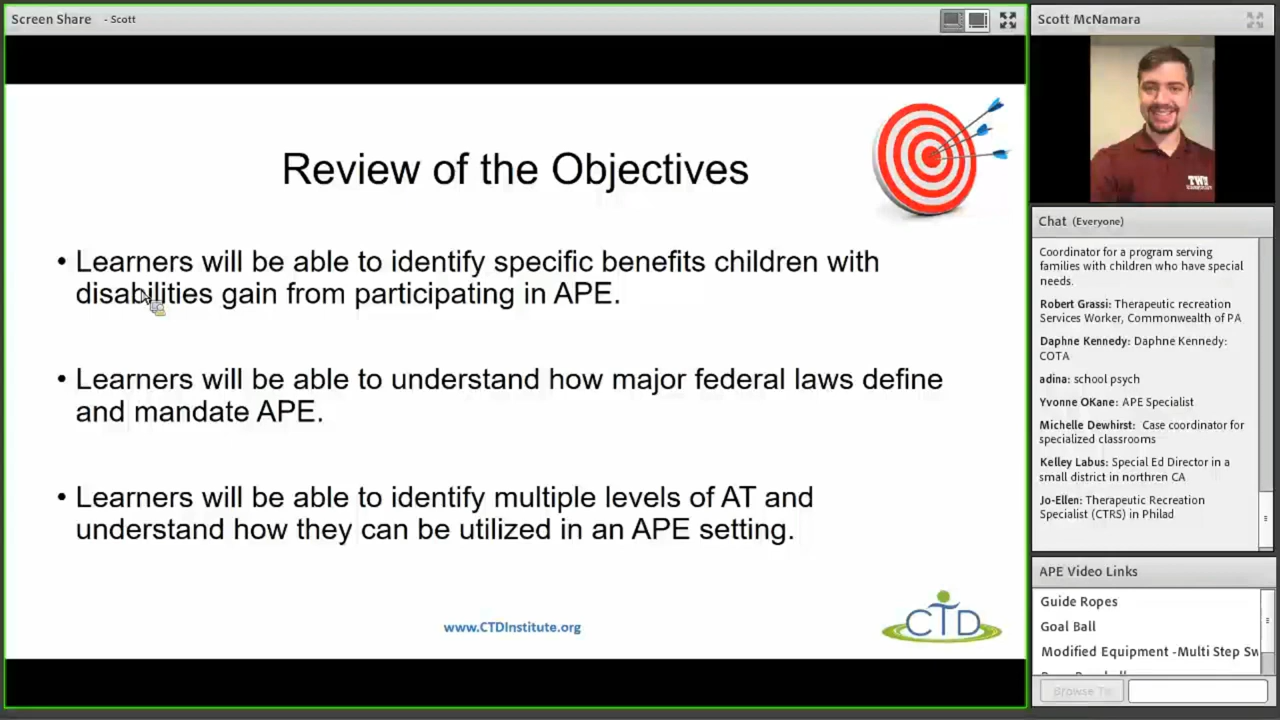 Screen Share - Scott
Review of the Objectives
• Learners will be able to identify specific benefits children with
disabilities gain from participating in APE.
• Learners will be able to understand how major federal laws define
and mandate APE.
• Learners will be able to identify multiple levels of AT and
understand how they can be utilized in an APE setting.
www.CTDInstitute.org
CTD
Scott McNamara
TWU
Chat (Everyone)
Coordinator for a program serving
families with children who have special
needs.
Robert Grassi: Therapeutic recreation
Services Worker, Commonwealth of PA
Daphne Kennedy: Daphne Kennedy:
COTA
adina: school psych
Yvonne OKane: APE Specialist
Michelle Dewhirst: Case coordinator for
specialized classrooms
Kelley Labus: Special Ed Director in a
small district in northren CA
Jo-Ellen: Therapeutic Recreation
Specialist (CTRS) in Philad
APE Video Links
Guide Ropes
Goal Ball
Modified Equipment -Multi Step Sw
Browse To